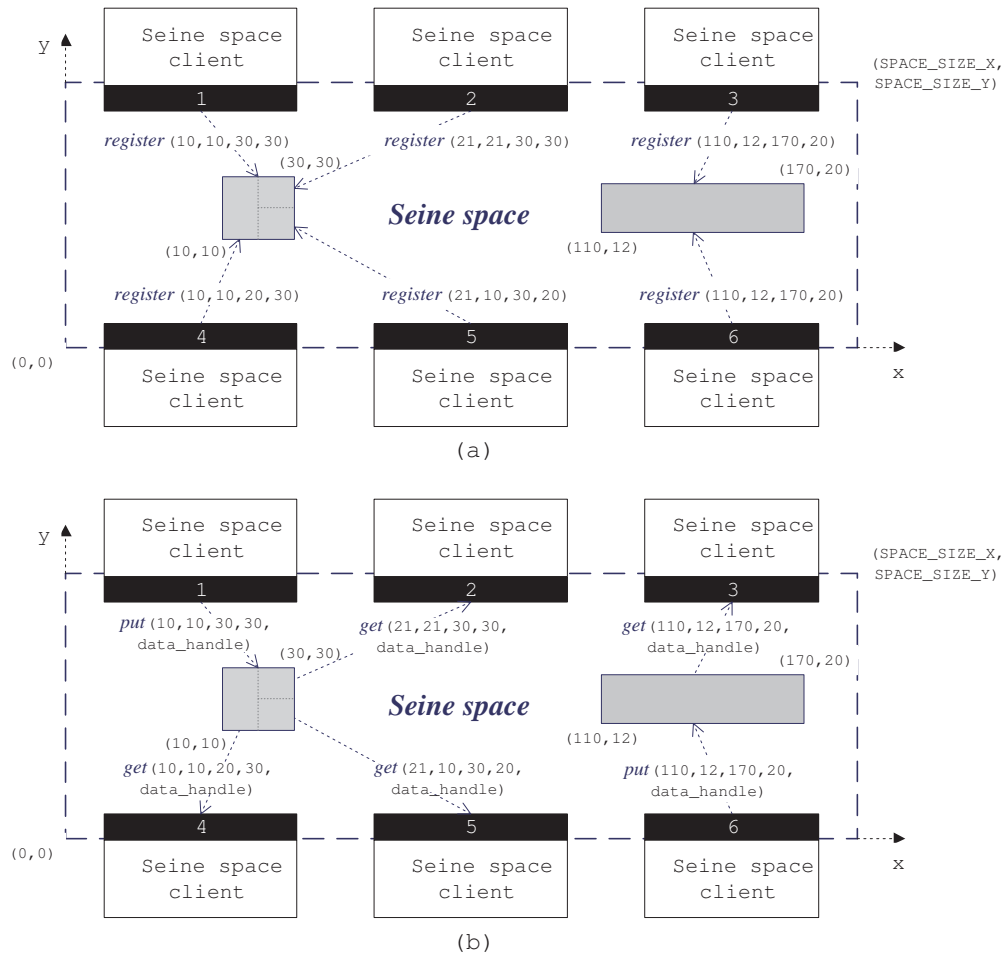 y
Seine space
client
Seine space
client
Seine space
client
(SPACE_SIZE_X,
SPACE_SIZE_Y)
1
2
3
register (10,10,30,30)
register (21,21,30,30)
register (110,12,170,20)
(30,30)
(170,20)
Seine space
(10,10)
(110,12)
register (10,10,20,30)
register (21,10,30,20)
register (110,12,170,20)
4
5
6
(0,0)
x
Seine space
client
Seine space
client
Seine space
client
(a)
y
Seine space
client
Seine space
client
Seine space
client
(SPACE_SIZE_X,
SPACE_SIZE_Y)
1
2
3
put (10,10,30,30,
data_handle)
get (21,21,30,30,
data_handle)
get (110,12,170,20,
data_handle)
(30,30)
(170,20)
Seine space
(10,10)
(110,12)
get (10,10,20,30,
data_handle)
get (21,10,30,20,
data_handle)
put (110,12,170,20,
data_handle)
4
5
6
(0,0)
x
Seine space
client
Seine space
client
Seine space
client
(b)